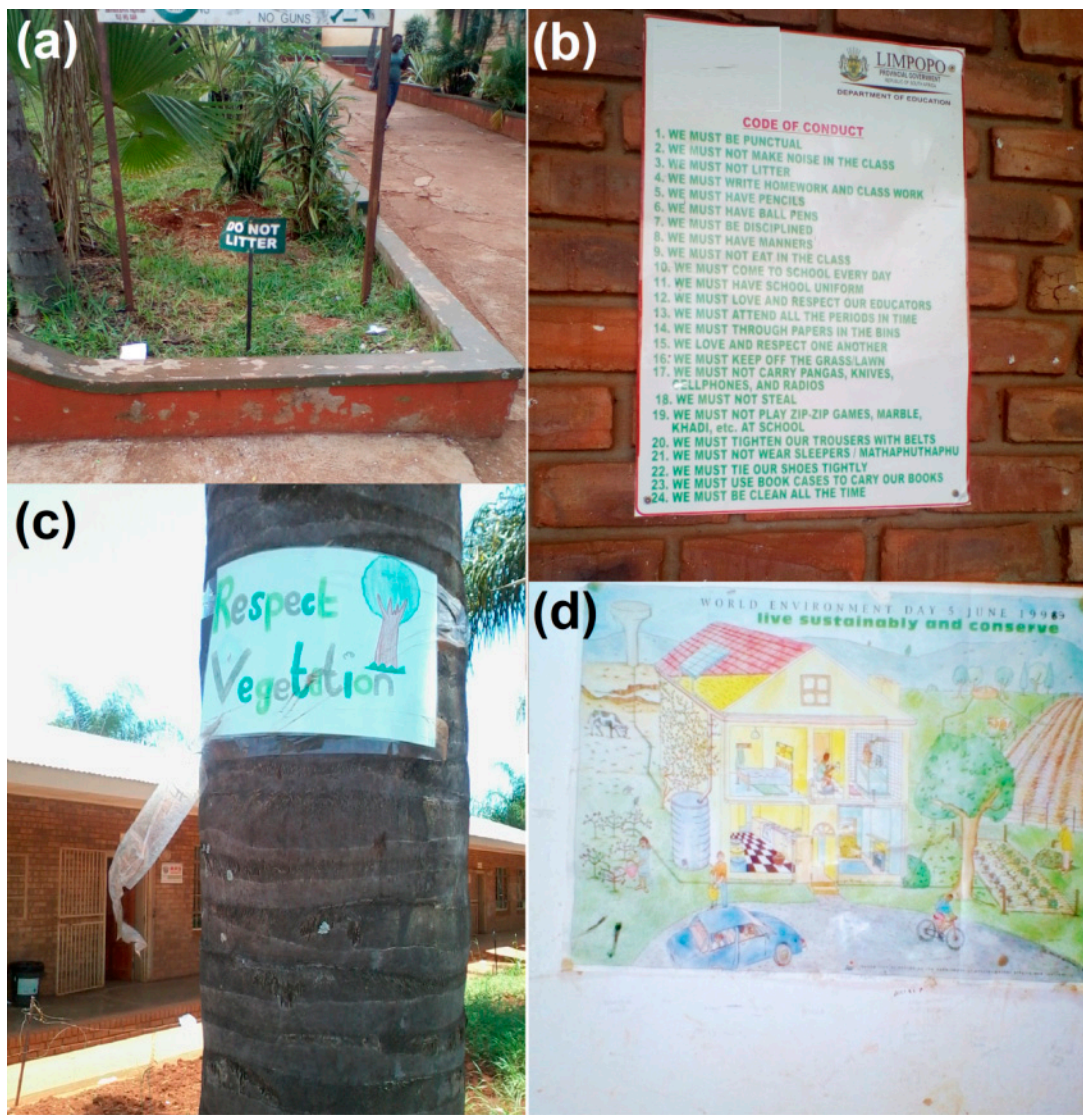 (a)
NO GUNS
DO NOT
LITTER
(b)
LIMPOPO
PROVINCIAL GOVERNMENT
REPUBLIC OF SOUTH AFRICA
DEPARTMENT OF EDUCATION
CODE OF CONDUCT
1. WE MUST BE PUNCTUAL
2. WE MUST NOT MAKE NOISE IN THE CLASS
3. WE MUST NOT LITTER
4. WE MUST WRITE HOMEWORK AND CLASS WORK
5. WE MUST HAVE PENCILS
6. WE MUST HAVE BALL PENS
7. WE MUST BE DISCIPLINED
8. WE MUST HAVE MANNERS
9. WE MUST NOT EAT IN THE CLASS
10. WE MUST COME TO SCHOOL EVERY DAY
11. WE MUST HAVE SCHOOL UNIFORM
12. WE MUST LOVE AND RESPECT OUR EDUCATORS
13. WE MUST ATTEND ALL THE PERIODS IN TIME
14. WE MUST THROUGH PAPERS IN THE BINS
15. WE LOVE AND RESPECT ONE ANOTHER
16. WE MUST KEEP OFF THE GRASS/LAWN
17. WE MUST NOT CARRY PANGAS, KNIVES,
CELLPHONES, AND RADIOS
18. WE MUST NOT STEAL
19. WE MUST NOT PLAY ZIP-ZIP GAMES, MARBLE,
KHADI, etc. AT SCHOOL
20. WE MUST TIGHTEN OUR TROUSERS WITH BELTS
21. WE MUST NOT WEAR SLEEPERS / MATHAPHUTHAPHU
22. WE MUST TIE OUR SHOES TIGHTLY
23. WE MUST USE BOOK CASES TO CARY OUR BOOKS
24. WE MUST BE CLEAN ALL THE TIME
(c)
Respect
Vegetation
(d)
WORLD ENVIRONMENT DAY 5 JUNE
live sustainably and conserve